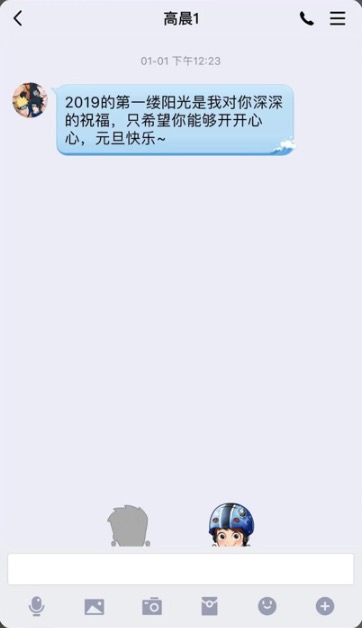 高晨1
01-01 下午12:23
2019的第一缕阳光是我对你深深
的祝福，只希望你能够开开心
心，元旦快乐~